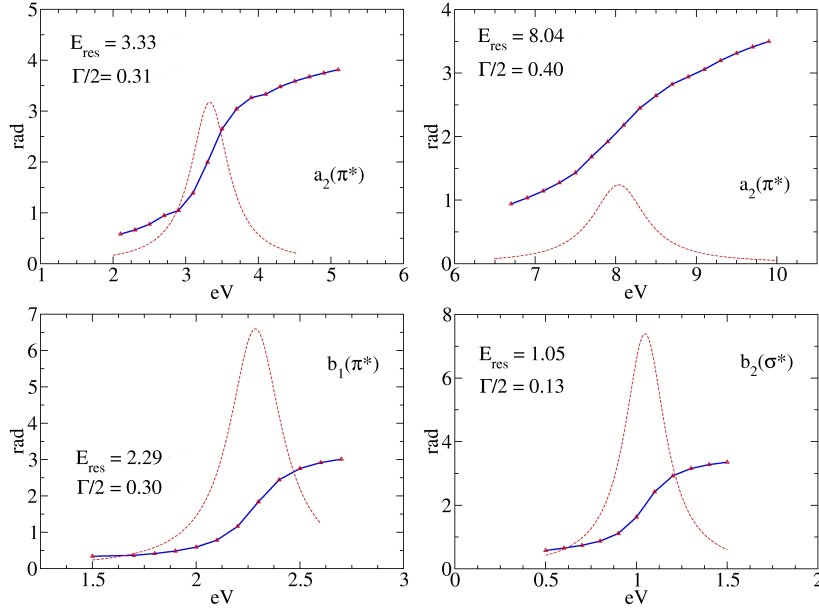 5
4
3
2
1
0
rad
E_res = 3.33
Γ/2= 0.31
a_2(π*)
1 2 3 4 5 6
eV
4
3
2
1
0
rad
E_res = 8.04
Γ/2 = 0.40
a_2(π*)
6 7 8 9 10
eV
7
6
5
4
3
2
1
0
rad
b_1(π*)
E_res = 2.29
Γ/2 = 0.30
1.5 2 2.5 3
eV
8
6
4
2
0
rad
E_res = 1.05
Γ/2 = 0.13
b_2(σ*)
0 0.5 1 1.5 2
eV